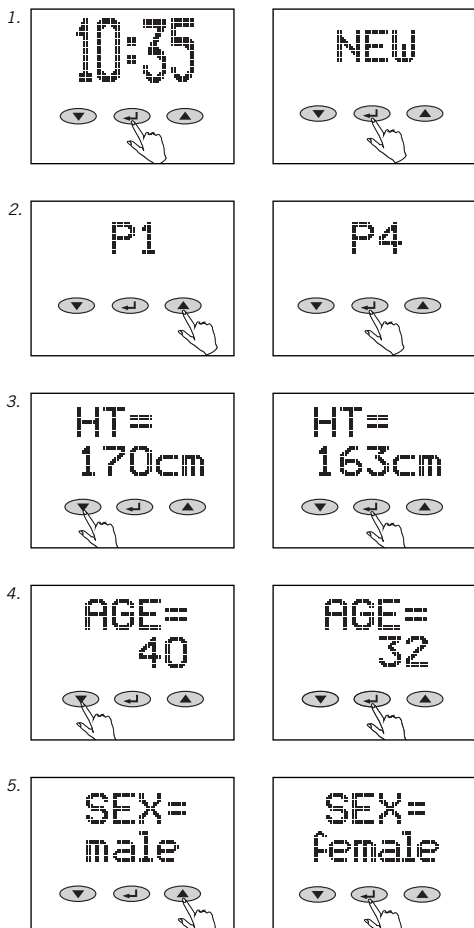 1.
10:35
NEW
2.
P1
P4
3.
HT=
170cm
HT=
163cm
4.
AGE=
40
AGE=
32
5.
SEX=
male
SEX=
female